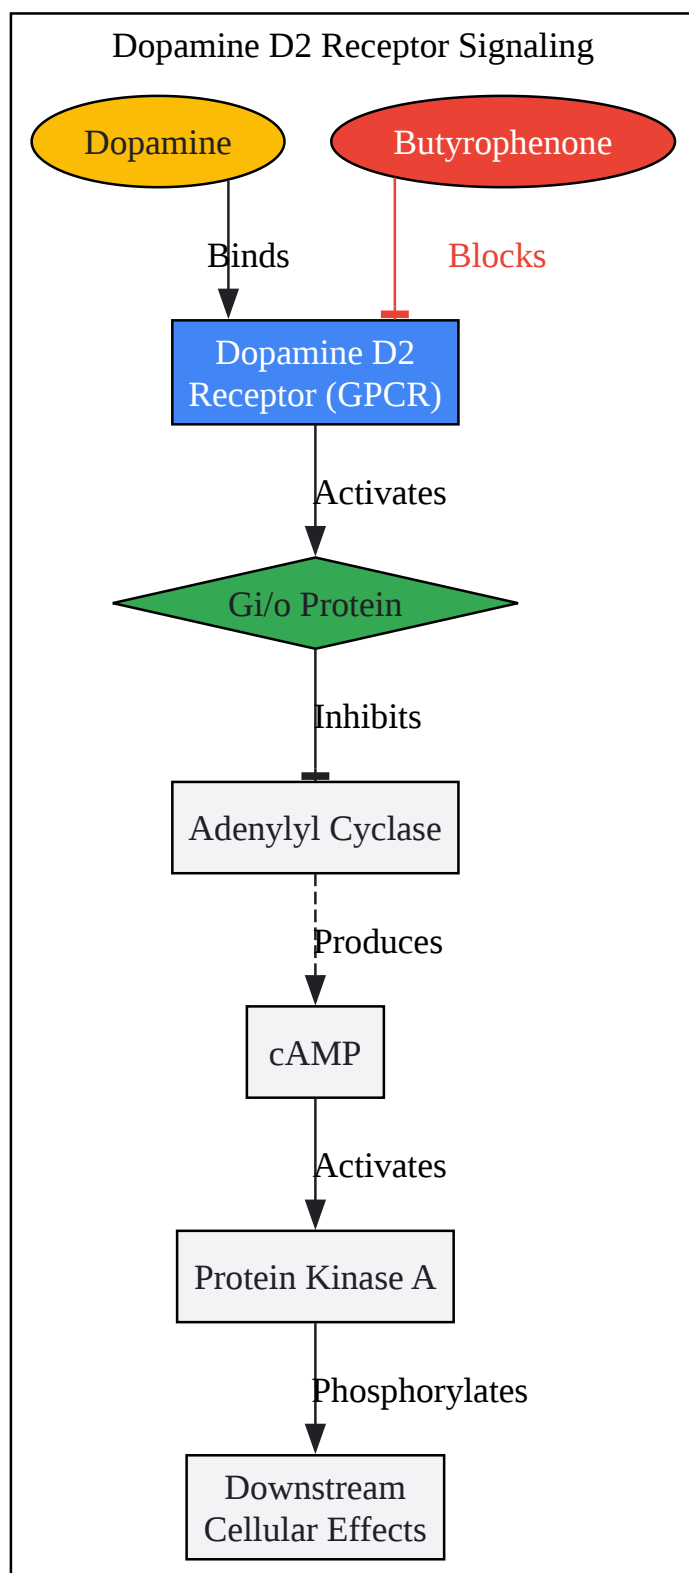 Dopamine D2 Receptor Signaling
Dopamine
Butyrophenone
Binds
Blocks
Dopamine D2
Receptor (GPCR)
Activates
Gi/o Protein
Inhibits
Adenylyl Cyclase
Produces
cAMP
Activates
Protein Kinase A
Phosphorylates
Downstream
Cellular Effects